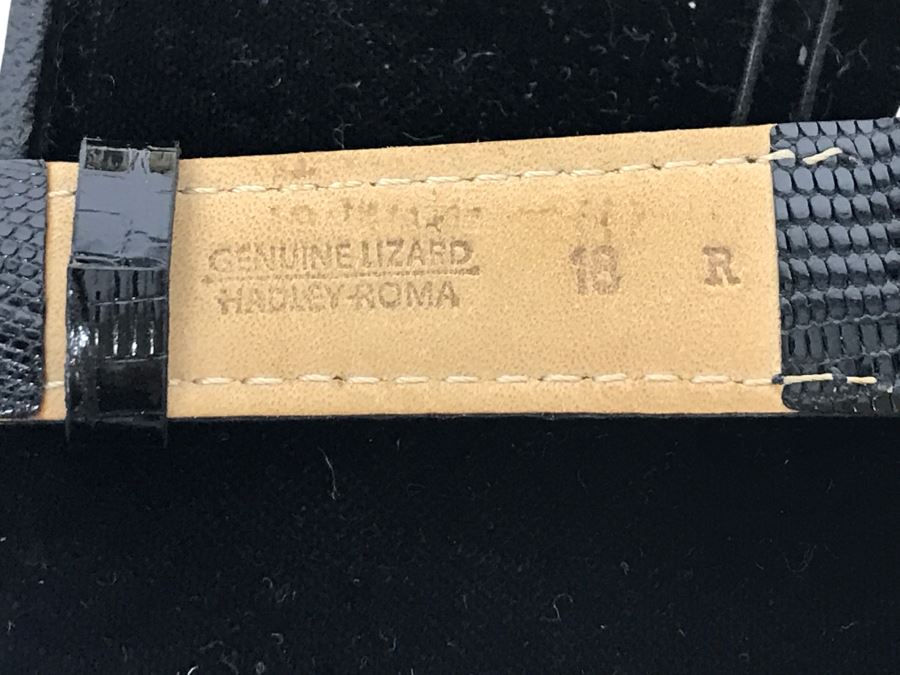 GENUINE LIZARD 18 R
HADLEY-ROMA